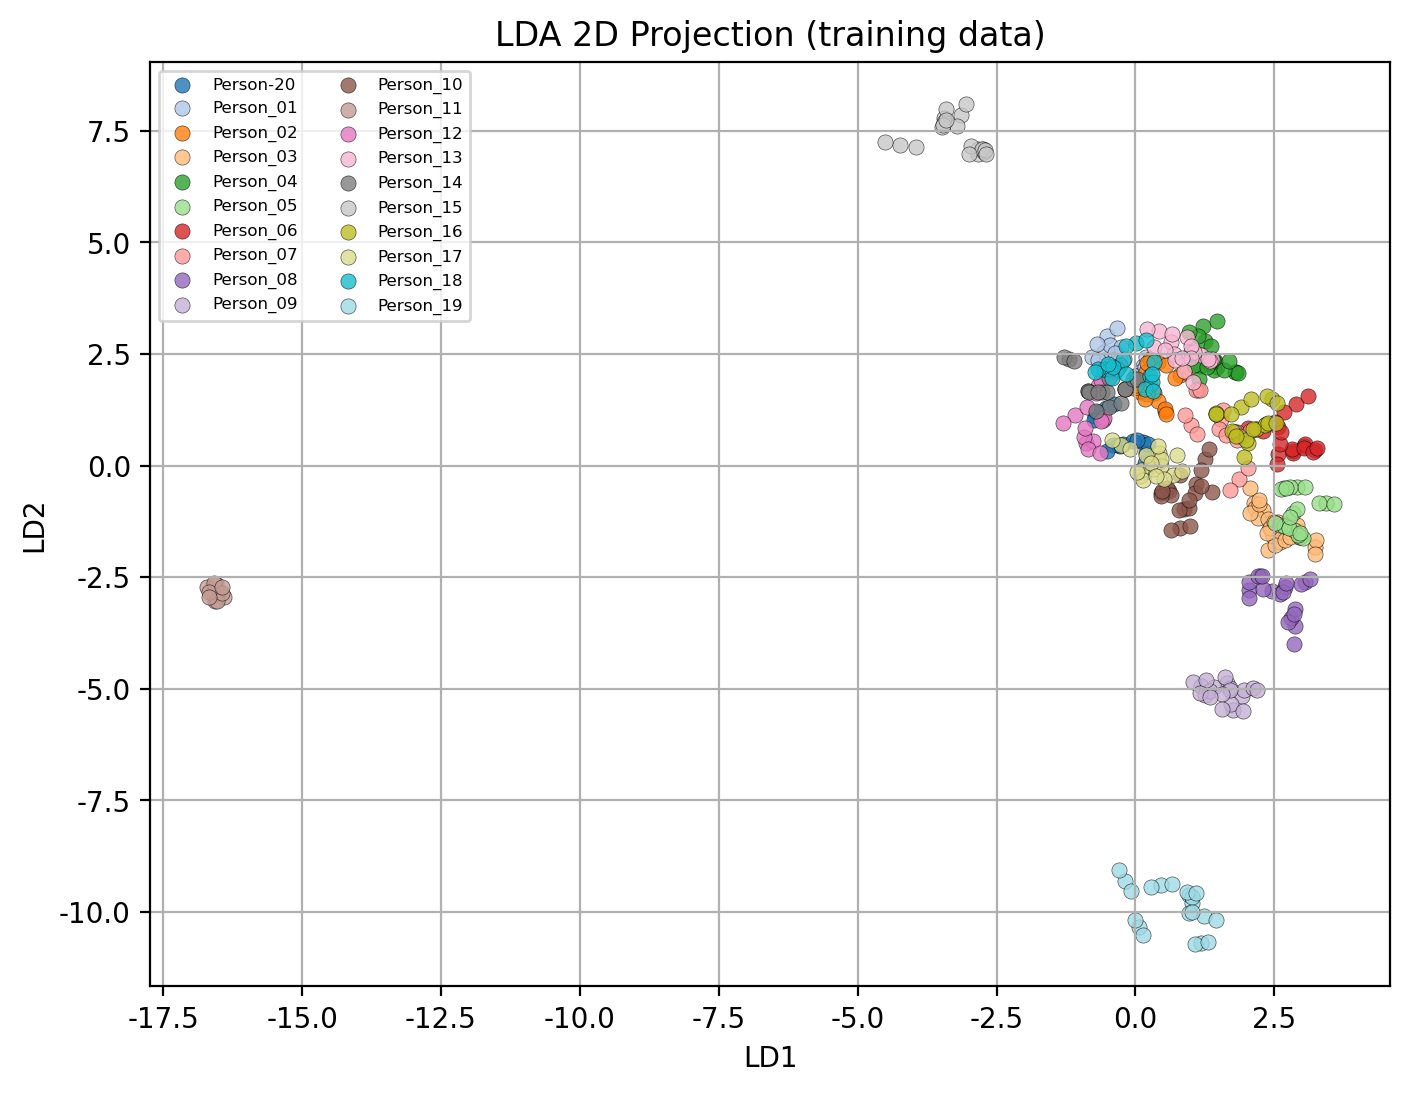 LDA 2D Projection (training data)
Person-20
Person_01
Person_02
Person_03
Person_04
Person_05
Person_06
Person_07
Person_08
Person_09
Person_10
Person_11
Person_12
Person_13
Person_14
Person_15
Person_16
Person_17
Person_18
Person_19
7.5
5.0
2.5
0.0
-2.5
-5.0
-7.5
-10.0
LD2
-17.5 -15.0 -12.5 -10.0 -7.5 -5.0 -2.5 0.0 2.5
LD1